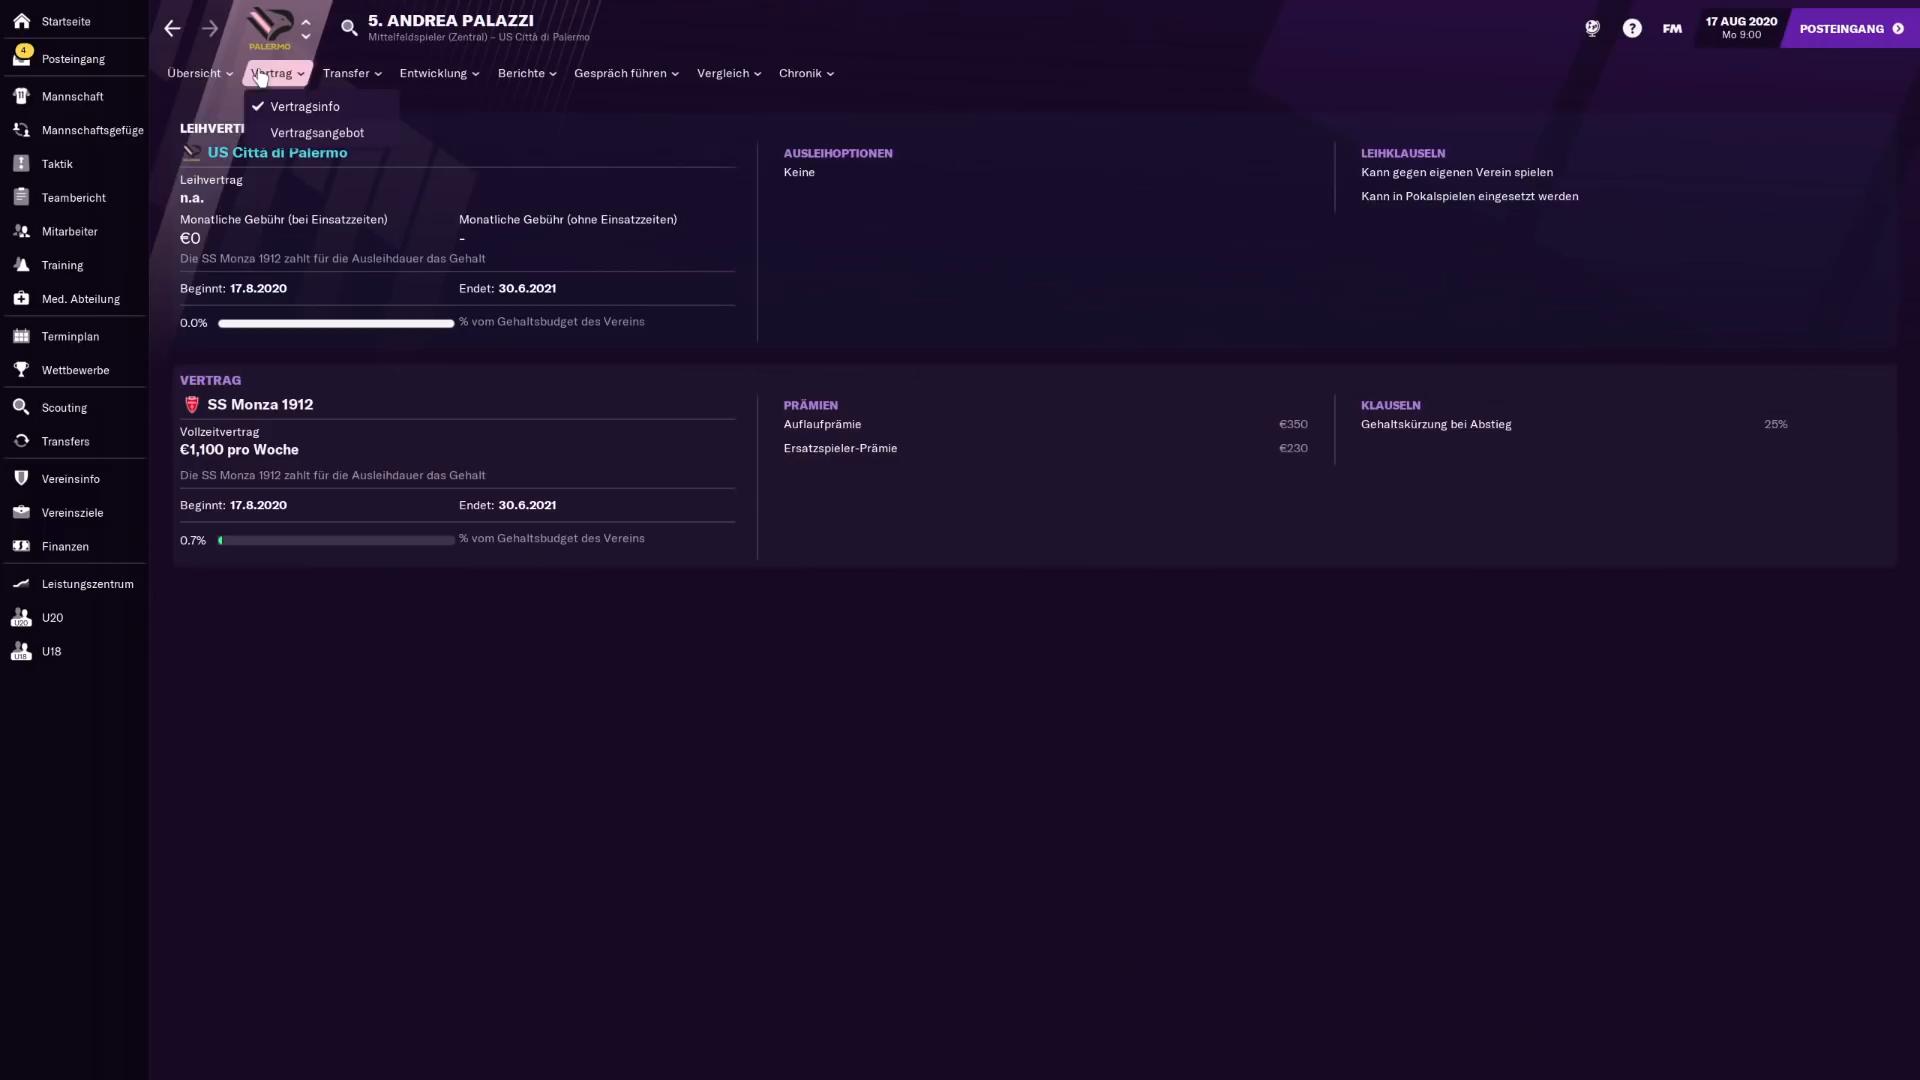 Startseite
4
Posteingang
Mannschaft
Mannschaftsgefüge
Taktik
Teambericht
Mitarbeiter
Training
Med. Abteilung
Terminplan
Wettbewerbe
Scouting
Transfers
Vereinsinfo
Vereinsziele
Finanzen
Leistungszentrum
U20
U20
U18
U18
PALERMO
5. ANDREA PALAZZI
Mittelfeldspieler (Zentral) – US Città di Palermo
FM
17 AUG 2020
Mo 9:00
POSTEINGANG
Übersicht Vertrag Transfer Entwicklung Berichte Gespräch führen Vergleich Chronik
Vertragsinfo
Vertragsangebot
LEIHVERT
US Città di Palermo
Leihvertrag
n.a.
Monatliche Gebühr (bei Einsatzzeiten) Monatliche Gebühr (ohne Einsatzzeiten)
€0 -
Die SS Monza 1912 zahlt für die Ausleihdauer das Gehalt
Beginnt: 17.8.2020 Endet: 30.6.2021
0.0% % vom Gehaltsbudget des Vereins
AUSLEIHOPTIONEN
Keine
LEIHKLAUSELN
Kann gegen eigenen Verein spielen
Kann in Pokalspielen eingesetzt werden
VERTRAG
SS Monza 1912
Vollzeitvertrag
€1,100 pro Woche
Die SS Monza 1912 zahlt für die Ausleihdauer das Gehalt
Beginnt: 17.8.2020 Endet: 30.6.2021
0.7% % vom Gehaltsbudget des Vereins
PRÄMIEN
Auflaufprämie €350
Ersatzspieler-Prämie €230
KLAUSELN
Gehaltskürzung bei Abstieg 25%